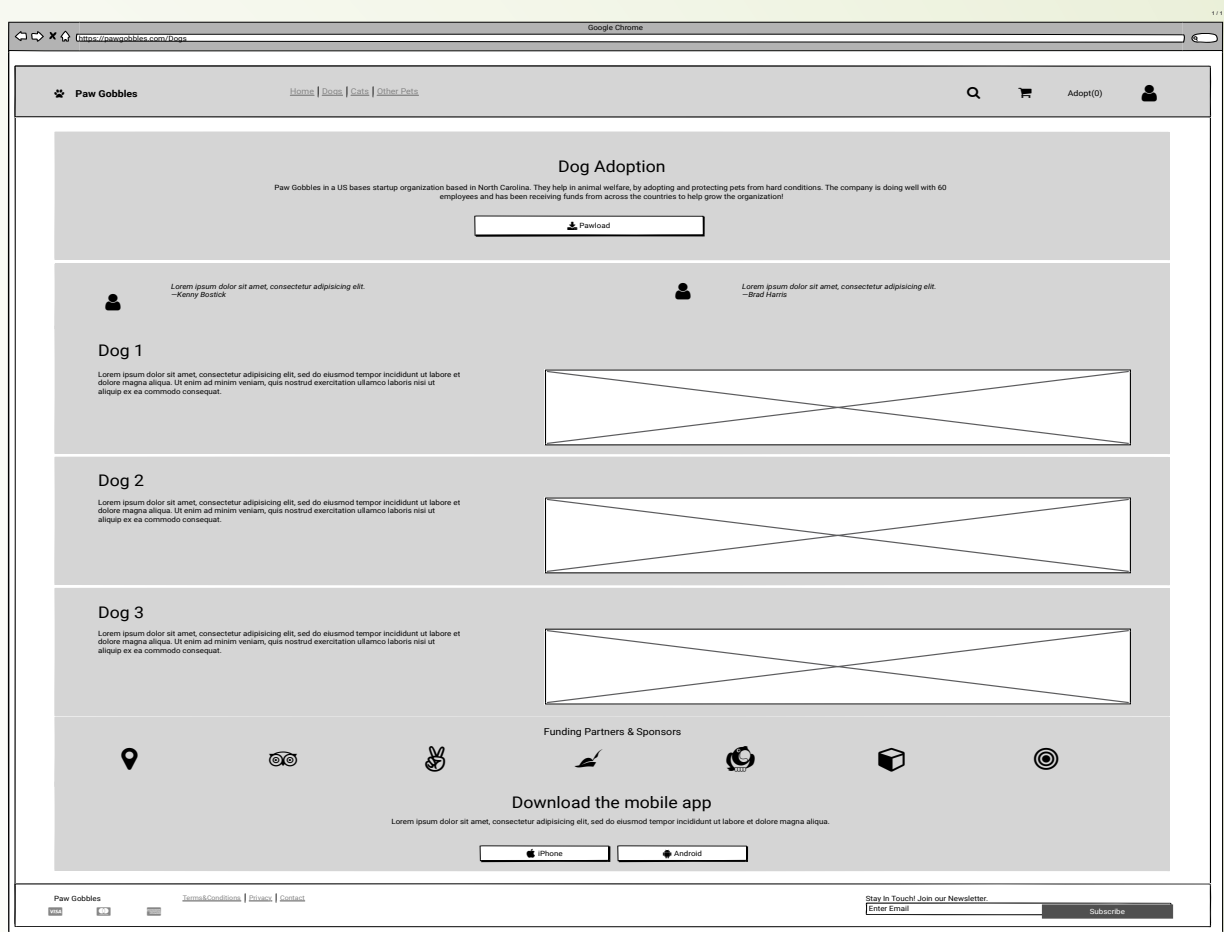 1 / 1
Google Chrome
https://pawgobbles.com/Dogs
Paw Gobbles
Home | Dogs | Cats | Other Pets
Adopt(0)
Dog Adoption
Paw Gobbles in a US bases startup organization based in North Carolina. They help in animal welfare, by adopting and protecting pets from hard conditions. The company is doing well with 60
employees and has been receiving funds from across the countries to help grow the organization!
Pawload
Lorem ipsum dolor sit amet, consectetur adipisicing elit.
—Kenny Bostick
Lorem ipsum dolor sit amet, consectetur adipisicing elit.
—Brad Harris
Dog 1
Lorem ipsum dolor sit amet, consectetur adipisicing elit, sed do eiusmod tempor incididunt ut labore et
dolore magna aliqua. Ut enim ad minim veniam, quis nostrud exercitation ullamco laboris nisi ut
aliquip ex ea commodo consequat.
Dog 2
Lorem ipsum dolor sit amet, consectetur adipisicing elit, sed do eiusmod tempor incididunt ut labore et
dolore magna aliqua. Ut enim ad minim veniam, quis nostrud exercitation ullamco laboris nisi ut
aliquip ex ea commodo consequat.
Dog 3
Lorem ipsum dolor sit amet, consectetur adipisicing elit, sed do eiusmod tempor incididunt ut labore et
dolore magna aliqua. Ut enim ad minim veniam, quis nostrud exercitation ullamco laboris nisi ut
aliquip ex ea commodo consequat.
Funding Partners & Sponsors
Download the mobile app
Lorem ipsum dolor sit amet, consectetur adipisicing elit, sed do eiusmod tempor incididunt ut labore et dolore magna aliqua.
iPhone
Android
Paw Gobbles
Terms&Conditions | Privacy | Contact
VISA
Stay In Touch! Join our Newsletter.
Enter Email
Subscribe